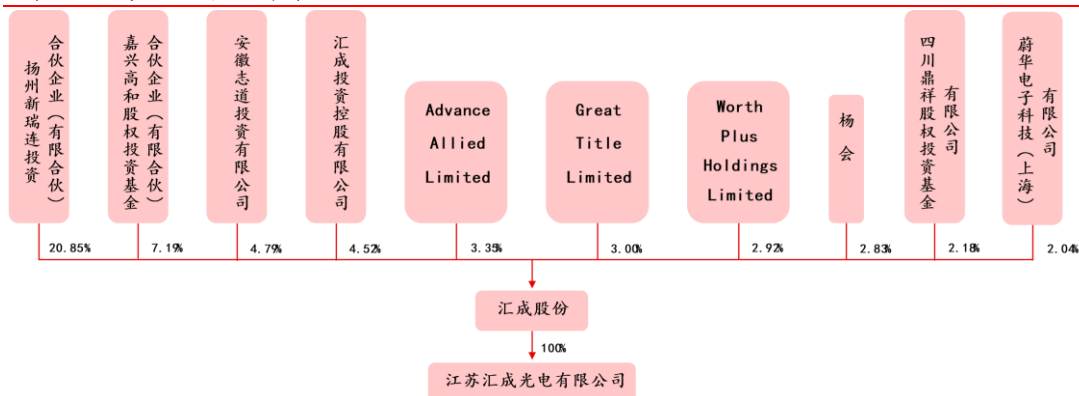 扬州新瑞连投资
合伙企业（有限合伙）
嘉兴高和股权投资基金
合伙企业（有限合伙）
安徽志道投资有限公司
汇成投资控股有限公司
Advance
Allied
Limited
Great
Title
Limited
Worth
Plus
Holdings
Limited
杨会
四川鼎祥股权投资基金
有限公司
蔚华电子科技（上海）
有限公司
20.85%
7.19%
4.79%
4.52%
3.35%
3.00%
2.92%
2.83%
2.18%
2.04%
汇成股份
100%
江苏汇成光电有限公司